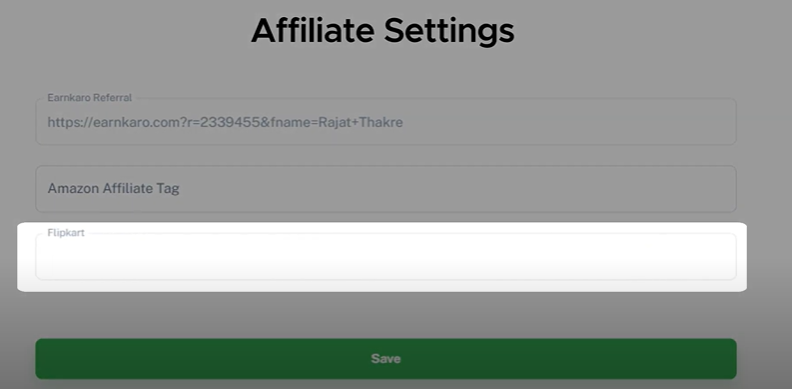 Affiliate Settings
Earnkaro Referral
https://earnkaro.com?r=2339455&fname=Rajat+Thakre
Amazon Affiliate Tag
Flipkart
Save